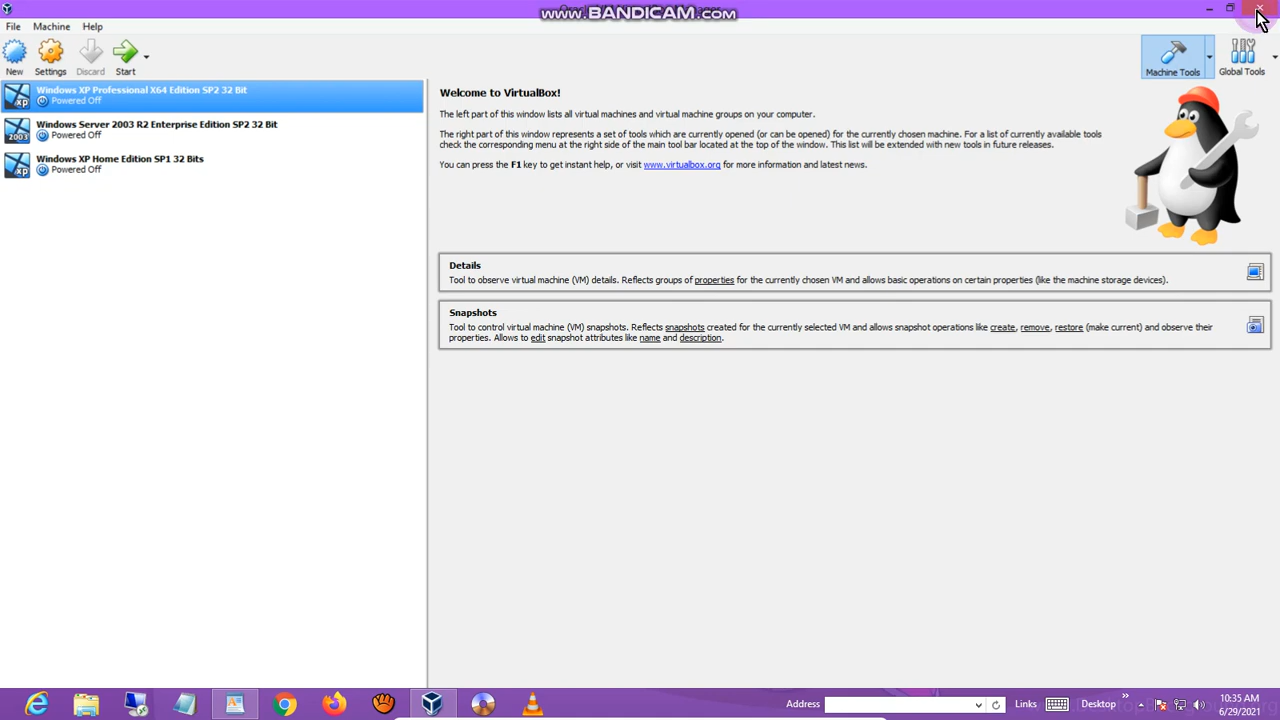 www.BANDICAM.com
File Machine Help
New Settings Discard Start Machine Tools Global Tools
Windows XP Professional X64 Edition SP2 32 Bit
Powered Off
Windows Server 2003 R2 Enterprise Edition SP2 32 Bit
Powered Off
Windows XP Home Edition SP1 32 Bits
Powered Off
Welcome to VirtualBox!
The left part of this window lists all virtual machines and virtual machine groups on your computer.
The right part of this window represents a set of tools which are currently opened (or can be opened) for the currently chosen machine. For a list of currently available tools
check the corresponding menu at the right side of the main tool bar located at the top of the window. This list will be extended with new tools in future releases.
You can press the F1 key to get instant help, or visit www.virtualbox.org for more information and latest news.
Details
Tool to observe virtual machine (VM) details. Reflects groups of properties for the currently chosen VM and allows basic operations on certain properties (like the machine storage devices).
Snapshots
Tool to control virtual machine (VM) snapshots. Reflects snapshots created for the currently selected VM and allows snapshot operations like create, remove, restore (make current) and observe their
properties. Allows to edit snapshot attributes like name and description.
Address Links Desktop » 10:35 AM
6/29/2021